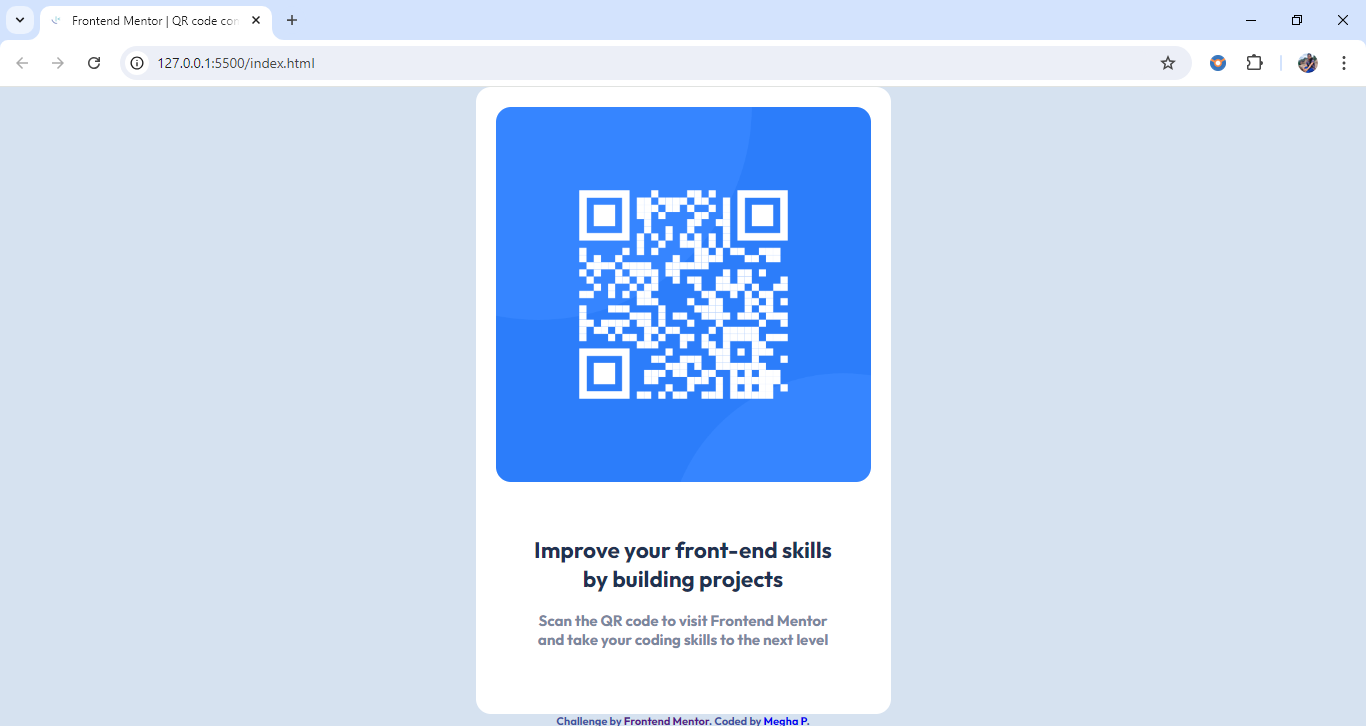 Frontend Mentor | QR code con
127.0.0.1:5500/index.html
Improve your front-end skills
by building projects
Scan the QR code to visit Frontend Mentor
and take your coding skills to the next level
Challenge by Frontend Mentor. Coded by Megha P.